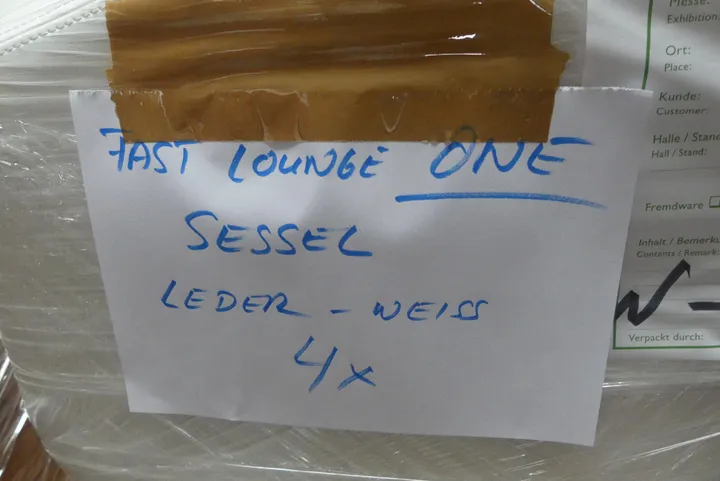 FAST LOUNGE ONE
SESSEL
LEDER - WEISS
4x
Messe:
Exhibition
Ort:
Place:
Kunde:
Customer:
Halle / Stand
Hall / Stand:
Fremdware
Inhalt / Bemerku
Contents / Remark:
Verpackt durch: